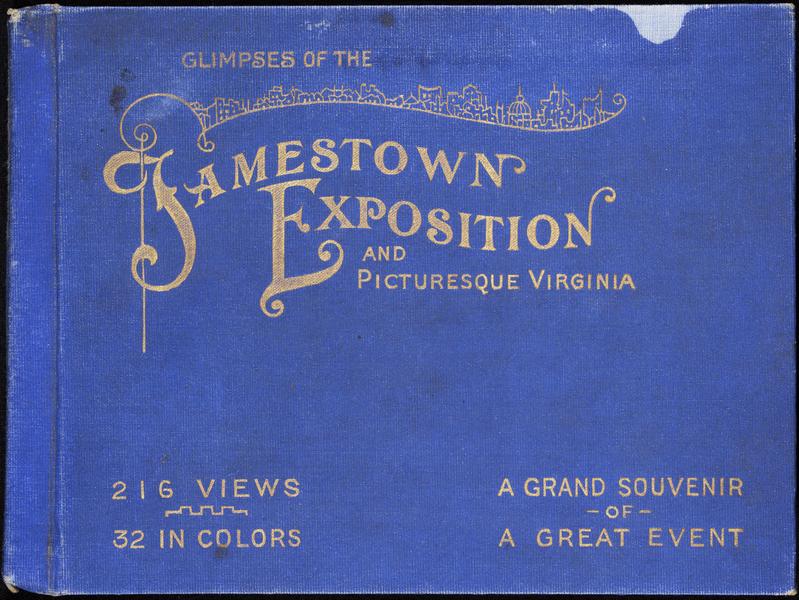 GLIMPSES OF THE
JAMESTOWN
EXPOSITION
AND
PICTURESQUE VIRGINIA
216 VIEWS
32 IN COLORS
A GRAND SOUVENIR
-OF-
A GREAT EVENT